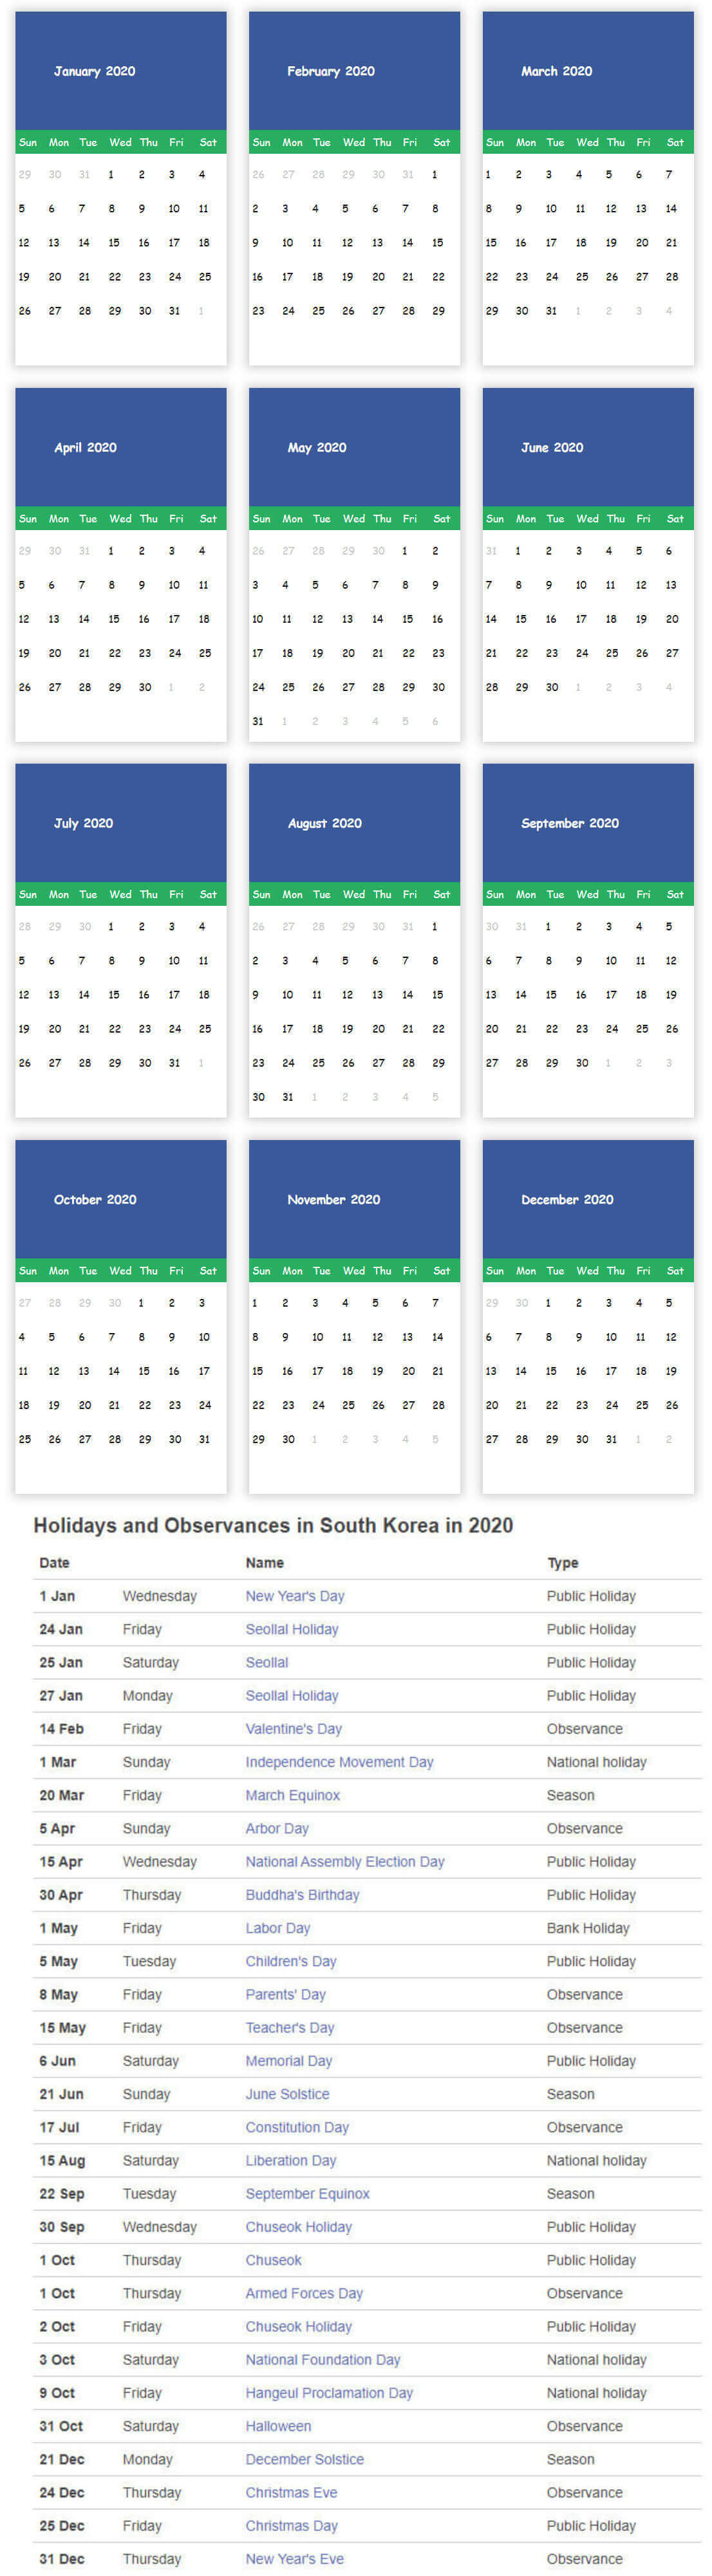 January 2020 February 2020 March 2020
Sun Mon Tue Wed Thu Fri Sat Sun Mon Tue Wed Thu Fri Sat Sun Mon Tue Wed Thu Fri Sat
29 30 31 1 2 3 4 26 27 28 29 30 31 1 1 2 3 4 5 6 7
5 6 7 8 9 10 11 2 3 4 5 6 7 8 8 9 10 11 12 13 14
12 13 14 15 16 17 18 9 10 11 12 13 14 15 15 16 17 18 19 20 21
19 20 21 22 23 24 25 16 17 18 19 20 21 22 22 23 24 25 26 27 28
26 27 28 29 30 31 1 23 24 25 26 27 28 29 29 30 31 1 2 3 4
April 2020 May 2020 June 2020
Sun Mon Tue Wed Thu Fri Sat Sun Mon Tue Wed Thu Fri Sat Sun Mon Tue Wed Thu Fri Sat
29 30 31 1 2 3 4 26 27 28 29 30 1 2 31 1 2 3 4 5 6
5 6 7 8 9 10 11 3 4 5 6 7 8 9 7 8 9 10 11 12 13
12 13 14 15 16 17 18 10 11 12 13 14 15 16 14 15 16 17 18 19 20
19 20 21 22 23 24 25 17 18 19 20 21 22 23 21 22 23 24 25 26 27
26 27 28 29 30 1 2 24 25 26 27 28 29 30 28 29 30 1 2 3 4
31 1 2 3 4 5 6
July 2020 August 2020 September 2020
Sun Mon Tue Wed Thu Fri Sat Sun Mon Tue Wed Thu Fri Sat Sun Mon Tue Wed Thu Fri Sat
28 29 30 1 2 3 4 26 27 28 29 30 31 1 30 31 1 2 3 4 5
5 6 7 8 9 10 11 2 3 4 5 6 7 8 6 7 8 9 10 11 12
12 13 14 15 16 17 18 9 10 11 12 13 14 15 13 14 15 16 17 18 19
19 20 21 22 23 24 25 16 17 18 19 20 21 22 20 21 22 23 24 25 26
26 27 28 29 30 31 1 23 24 25 26 27 28 29 27 28 29 30 1 2 3
30 31 1 2 3 4 5
October 2020 November 2020 December 2020
Sun Mon Tue Wed Thu Fri Sat Sun Mon Tue Wed Thu Fri Sat Sun Mon Tue Wed Thu Fri Sat
27 28 29 30 1 2 3 1 2 3 4 5 6 7 29 30 1 2 3 4 5
4 5 6 7 8 9 10 8 9 10 11 12 13 14 6 7 8 9 10 11 12
11 12 13 14 15 16 17 15 16 17 18 19 20 21 13 14 15 16 17 18 19
18 19 20 21 22 23 24 22 23 24 25 26 27 28 20 21 22 23 24 25 26
25 26 27 28 29 30 31 29 30 1 2 3 4 5 27 28 29 30 31 1 2
Holidays and Observances in South Korea in 2020
Date Name Type
1 Jan Wednesday New Year's Day Public Holiday
24 Jan Friday Seollal Holiday Public Holiday
25 Jan Saturday Seollal Public Holiday
27 Jan Monday Seollal Holiday Public Holiday
14 Feb Friday Valentine's Day Observance
1 Mar Sunday Independence Movement Day National holiday
20 Mar Friday March Equinox Season
5 Apr Sunday Arbor Day Observance
15 Apr Wednesday National Assembly Election Day Public Holiday
30 Apr Thursday Buddha's Birthday Public Holiday
1 May Friday Labor Day Bank Holiday
5 May Tuesday Children's Day Public Holiday
8 May Friday Parents' Day Observance
15 May Friday Teacher's Day Observance
6 Jun Saturday Memorial Day Public Holiday
21 Jun Sunday June Solstice Season
17 Jul Friday Constitution Day Observance
15 Aug Saturday Liberation Day National holiday
22 Sep Tuesday September Equinox Season
30 Sep Wednesday Chuseok Holiday Public Holiday
1 Oct Thursday Chuseok Public Holiday
1 Oct Thursday Armed Forces Day Observance
2 Oct Friday Chuseok Holiday Public Holiday
3 Oct Saturday National Foundation Day National holiday
9 Oct Friday Hangeul Proclamation Day National holiday
31 Oct Saturday Halloween Observance
21 Dec Monday December Solstice Season
24 Dec Thursday Christmas Eve Observance
25 Dec Friday Christmas Day Public Holiday
31 Dec Thursday New Year's Eve Observance